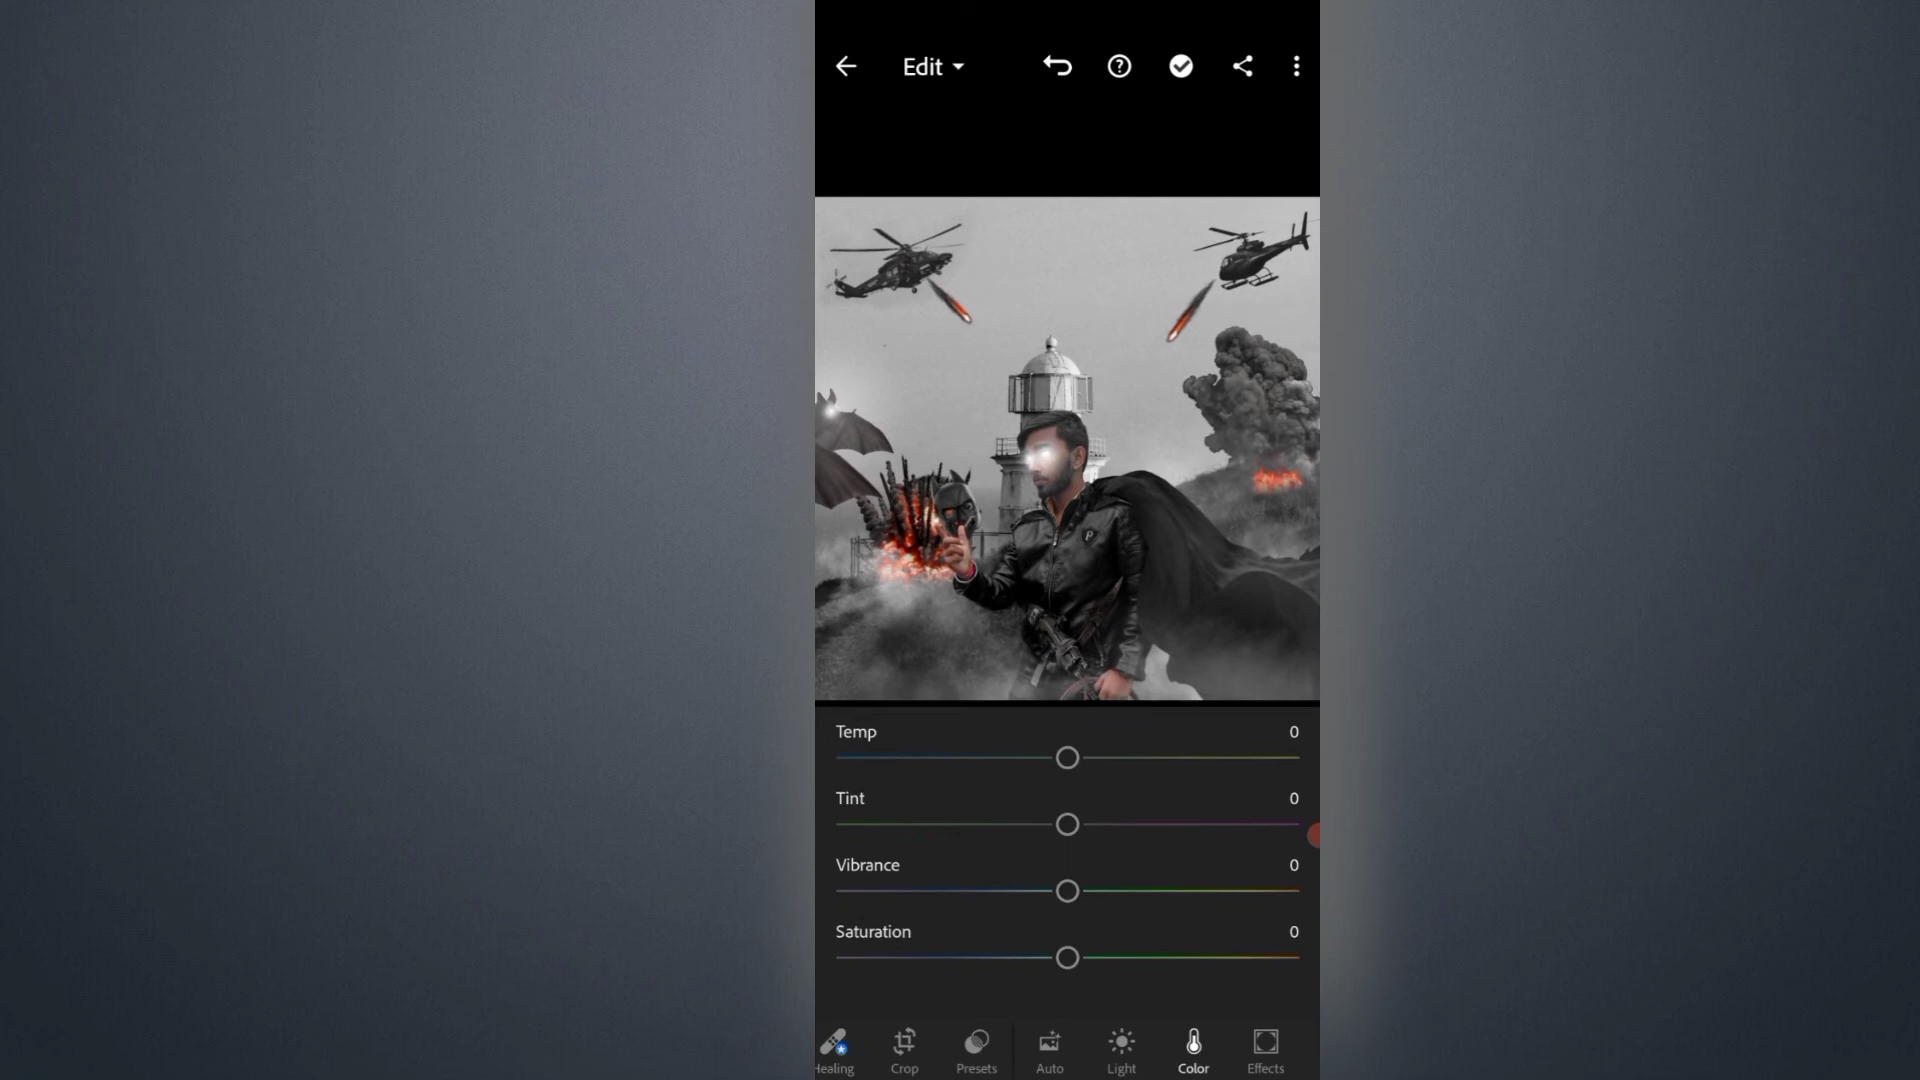 Edit
Temp 0
Tint 0
Vibrance 0
Saturation 0
Healing Crop Presets Auto Light Color Effects